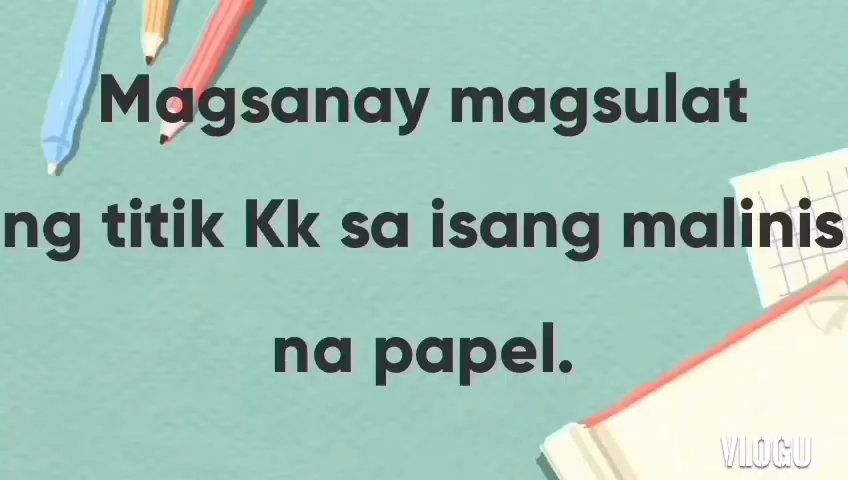 Magsanay magsulat
ng titik Kk sa isang malinis
na papel.
VLOGU